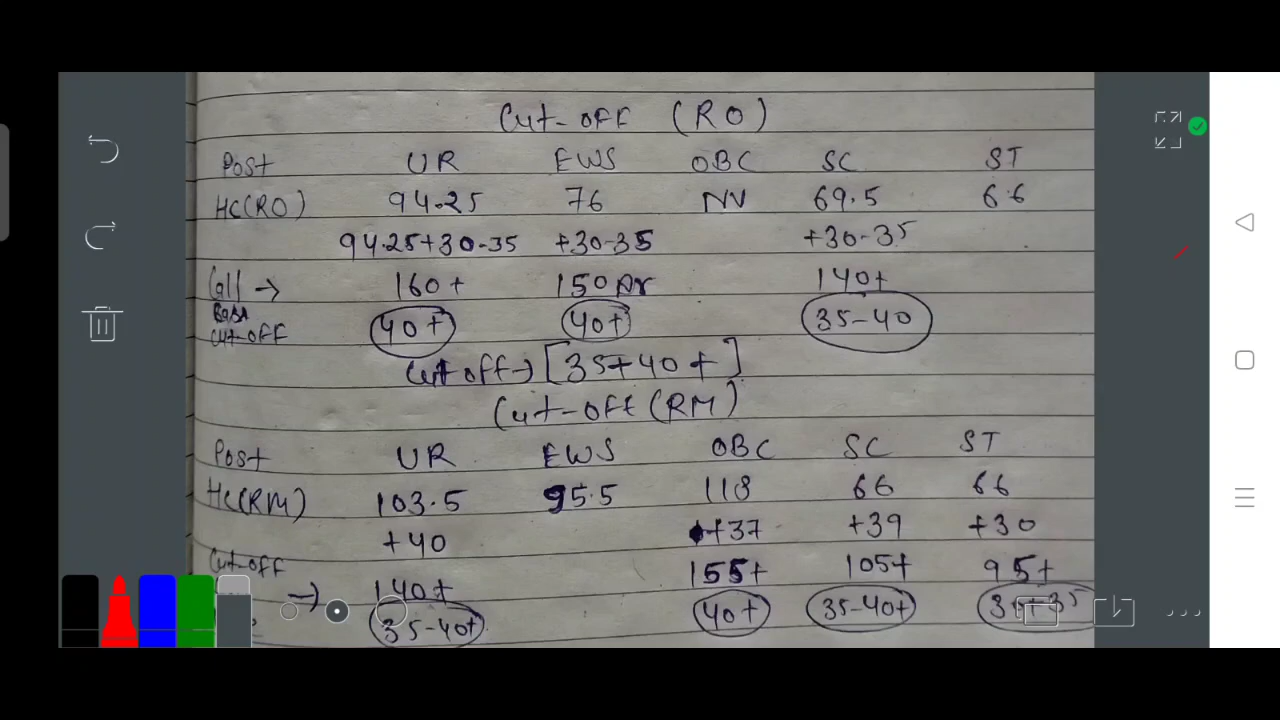 Cut-off (RO)
Post UR EWS OBC SC ST
HC(RO) 94.25 76 NV 69.5 66
94.25+30-35 +30-35 +30-35
Call → 160+ 150 140+
cut-off 40+ 40+ 35-40
Cut off→ [35+40+]
Cut-off (RM)
Post UR EWS OBC SC ST
HC(RM) 103.5 95.5 118 66 66
+40 +37 +39 +30
Cut-off
→ 140+ 155+ 105+ 95+
35-40+ 40+ 35-40+